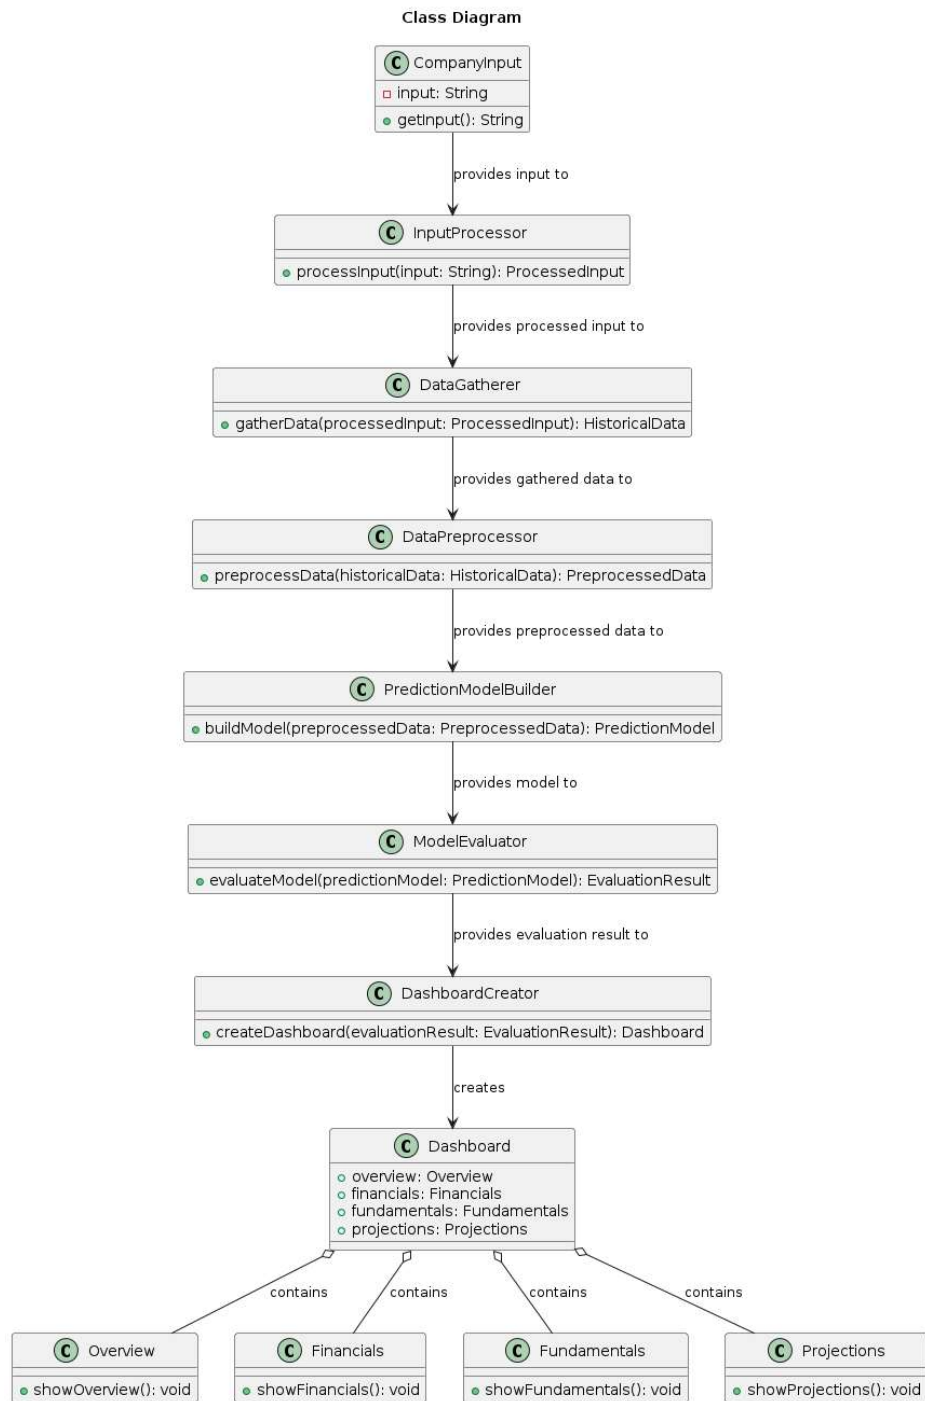 Class Diagram
C CompanyInput
input: String
getInput(): String
provides input to
C InputProcessor
processInput(input: String): ProcessedInput
provides processed input to
C DataGatherer
gatherData(processedInput: ProcessedInput): HistoricalData
provides gathered data to
C DataPreprocessor
preprocessData(historicalData: HistoricalData): PreprocessedData
provides preprocessed data to
C PredictionModelBuilder
buildModel(preprocessedData: PreprocessedData): PredictionModel
provides model to
C ModelEvaluator
evaluateModel(predictionModel: PredictionModel): EvaluationResult
provides evaluation result to
C DashboardCreator
createDashboard(evaluationResult: EvaluationResult): Dashboard
creates
C Dashboard
overview: Overview
financials: Financials
fundamentals: Fundamentals
projections: Projections
contains
contains
contains
contains
C Overview
showOverview(): void
C Financials
showFinancials(): void
C Fundamentals
showFundamentals(): void
C Projections
showProjections(): void